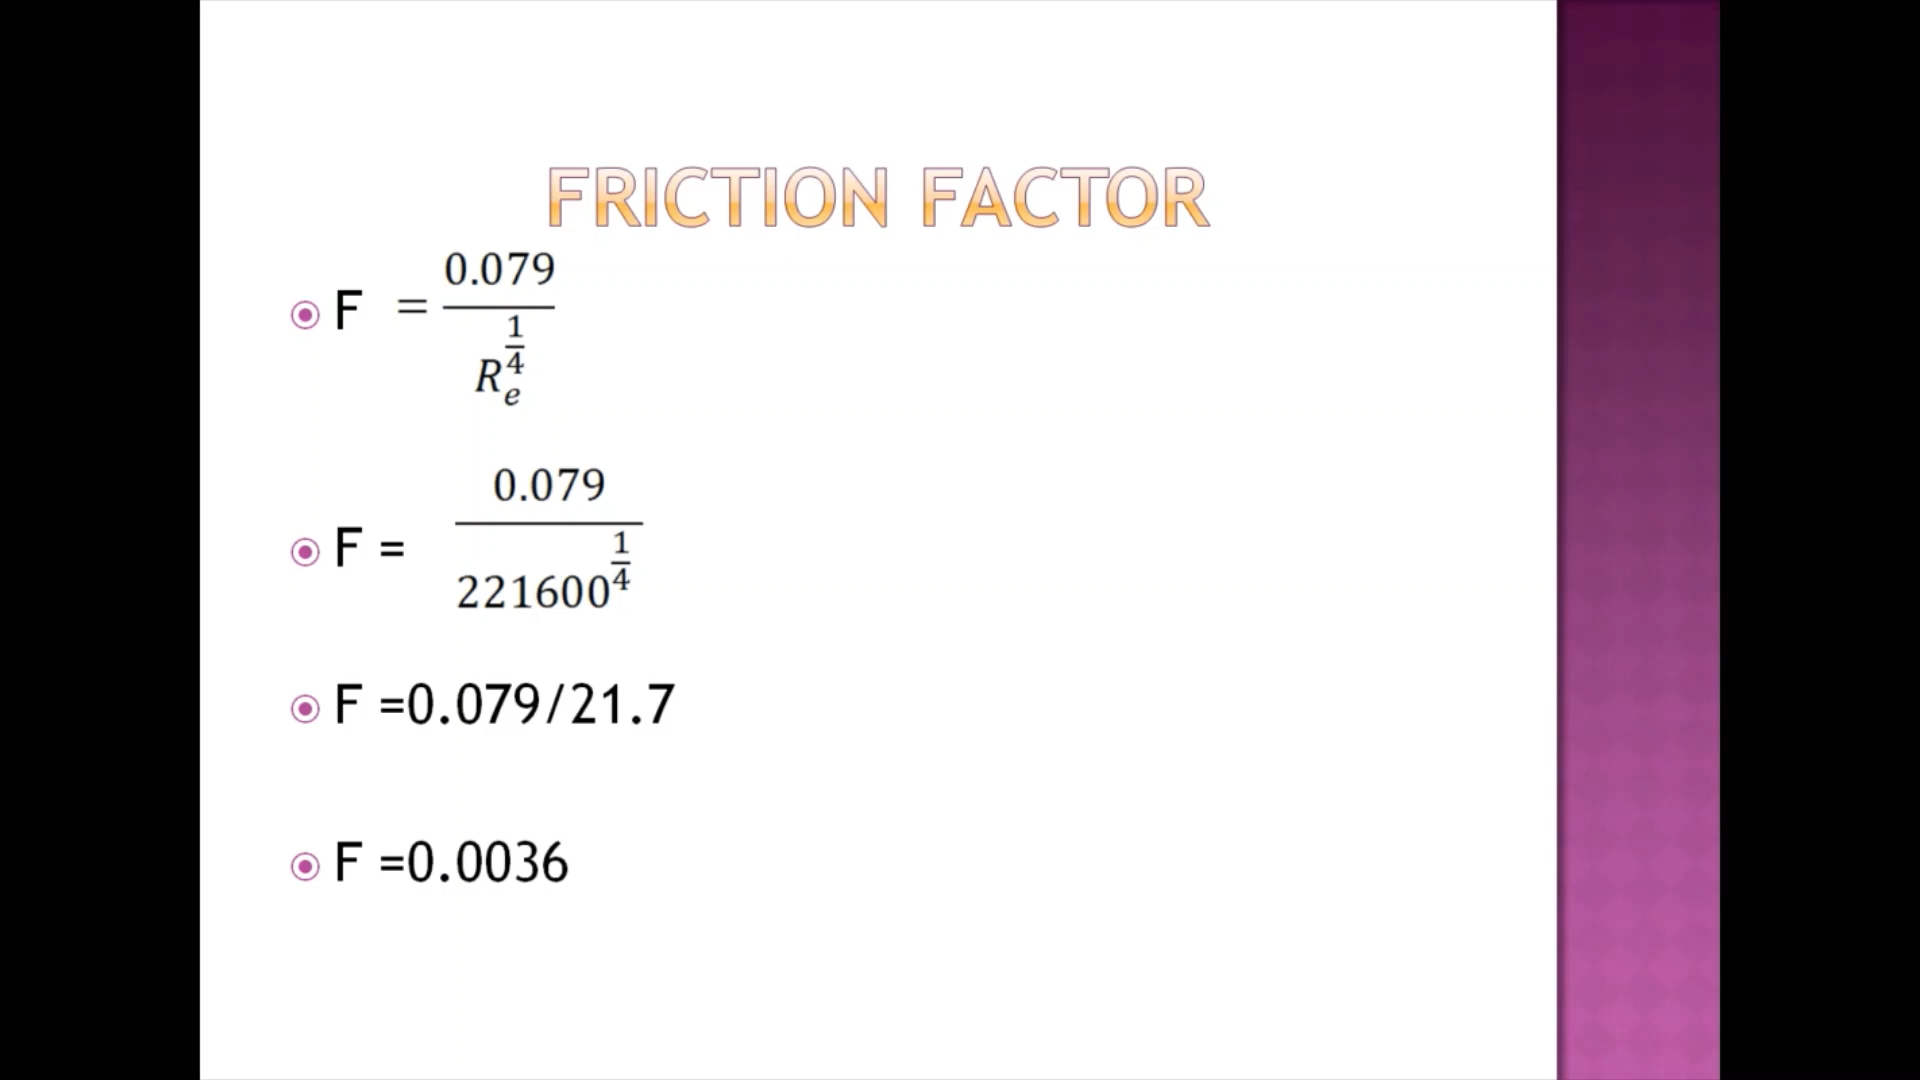 FRICTION FACTOR
F = 0.079 / R_e^{1/4}
F = 0.079 / 221600^{1/4}
F =0.079/21.7
F =0.0036